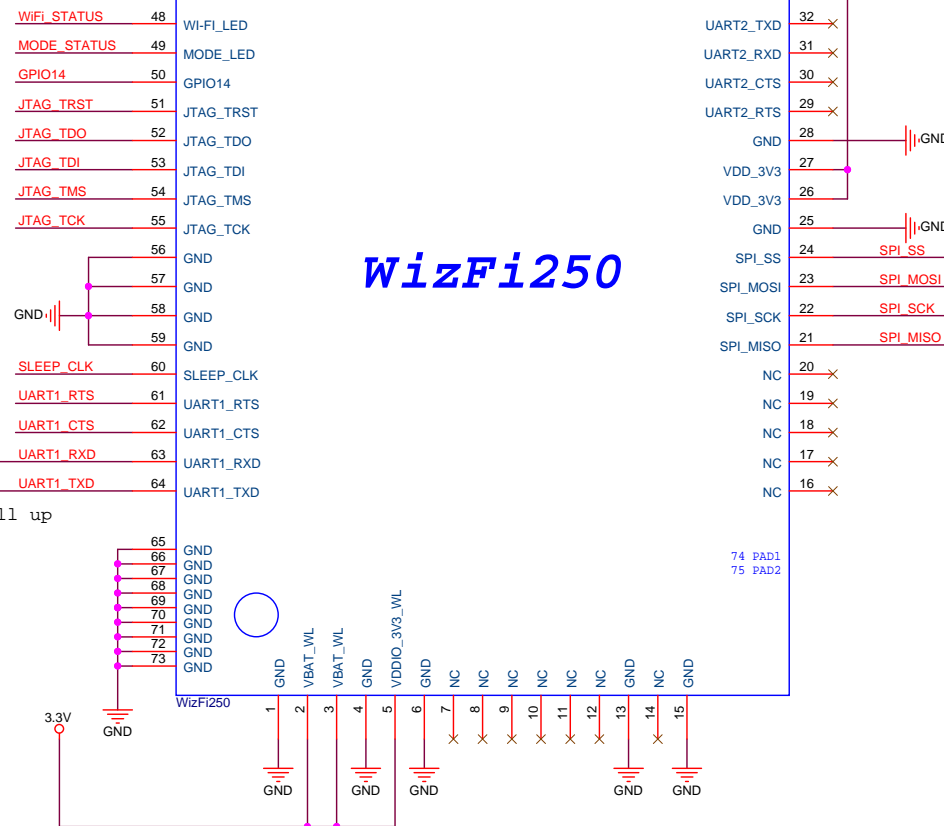 WiFi_STATUS 48 WI-FI_LED UART2_TXD 32
MODE_STATUS 49 MODE_LED UART2_RXD 31
GPIO14 50 GPIO14 UART2_CTS 30
JTAG_TRST 51 JTAG_TRST UART2_RTS 29
JTAG_TDO 52 JTAG_TDO GND 28 GND
JTAG_TDI 53 JTAG_TDI VDD_3V3 27
JTAG_TMS 54 JTAG_TMS VDD_3V3 26
JTAG_TCK 55 JTAG_TCK GND 25 GND
56 GND SPI_SS 24 SPI_SS
WizFi250
57 GND SPI_MOSI 23 SPI_MOSI
GND 58 GND SPI_SCK 22 SPI_SCK
59 GND SPI_MISO 21 SPI_MISO
SLEEP_CLK 60 SLEEP_CLK NC 20
UART1_RTS 61 UART1_RTS NC 19
UART1_CTS 62 UART1_CTS NC 18
UART1_RXD 63 UART1_RXD NC 17
UART1_TXD 64 UART1_TXD NC 16
ll up
65 GND
66 GND 74 PAD1
67 GND 75 PAD2
68 GND
69 GND
70 GND
71 GND
72 GND
73 GND
GND VBAT_WL VBAT_WL GND VDDIO_3V3_WL GND NC NC NC NC NC NC GND NC GND
WizFi250
1 2 3 4 5 6 7 8 9 10 11 12 13 14 15
3.3V
GND
GND GND GND GND GND